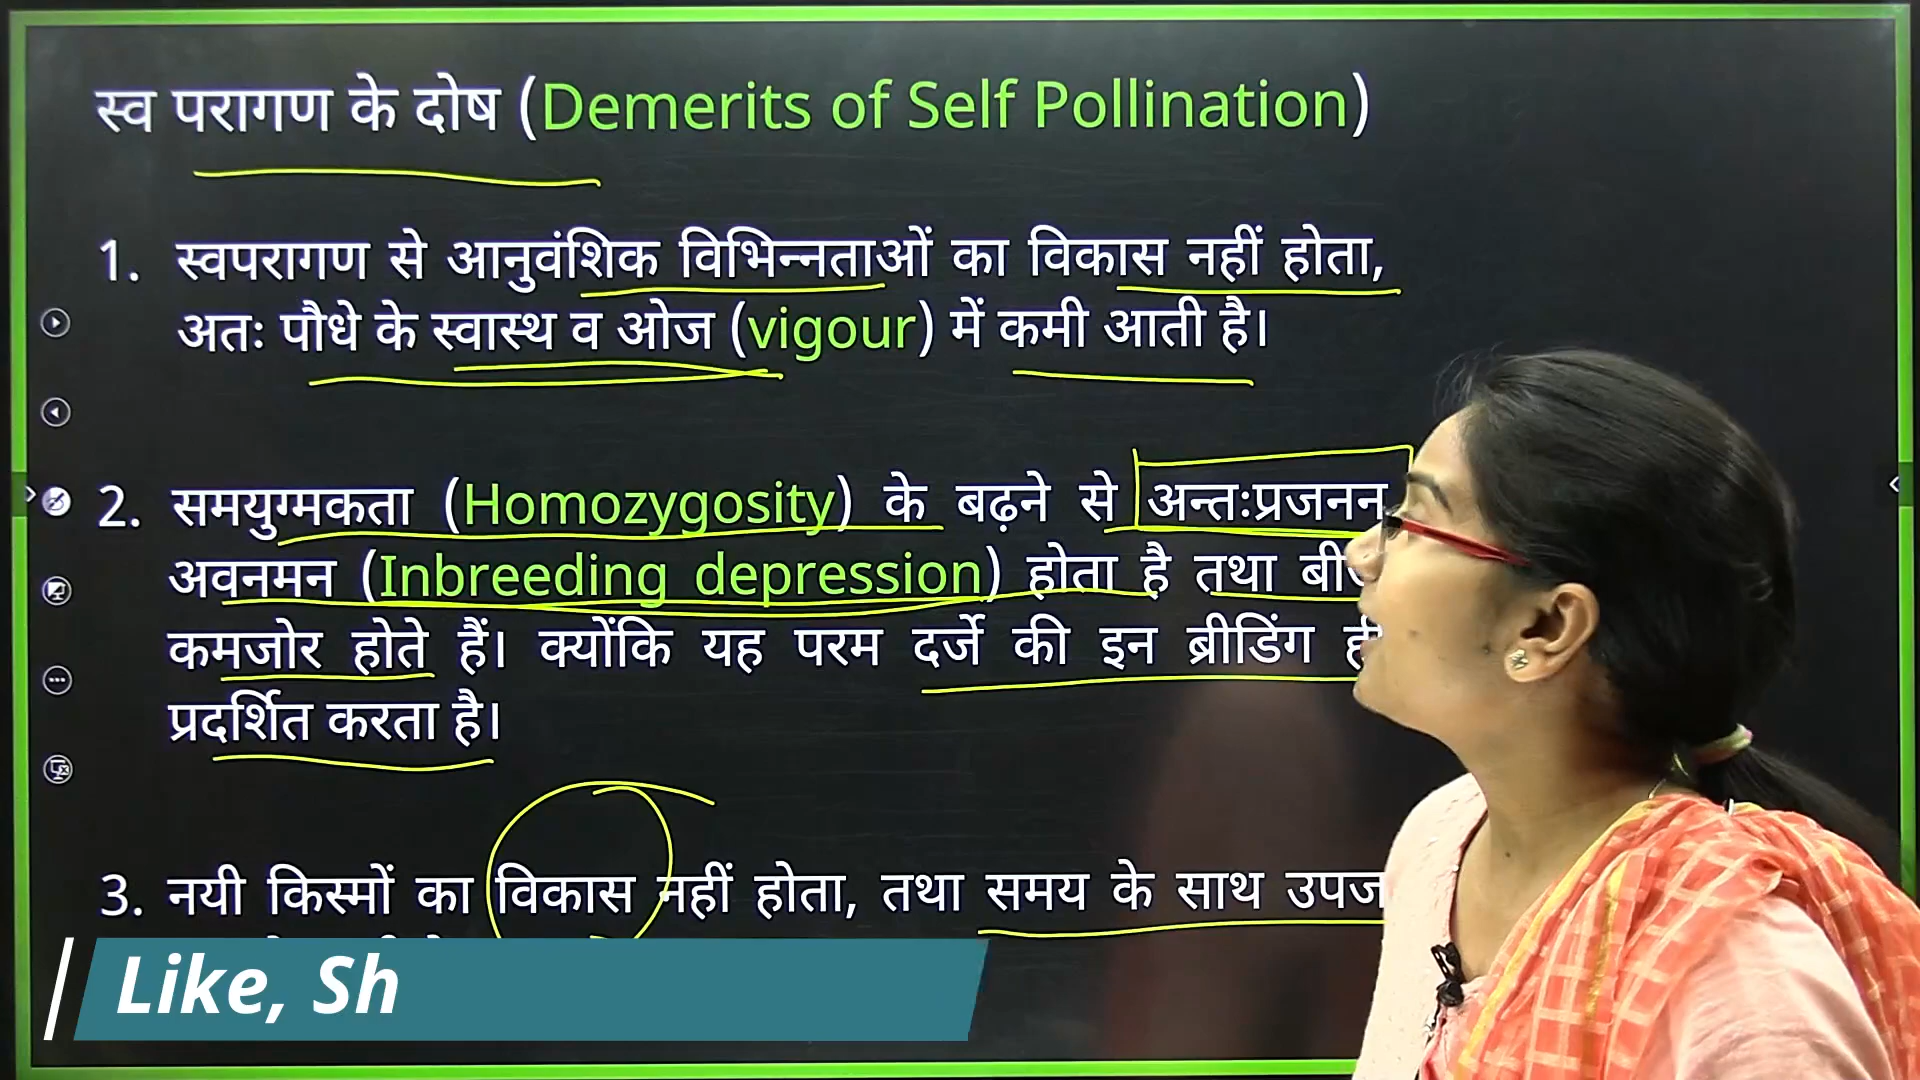 स्व परागण के दोष (Demerits of Self Pollination)
1. स्वपरागण से आनुवंशिक विभिन्नताओं का विकास नहीं होता,
अतः पौधे के स्वास्थ व ओज (vigour) में कमी आती है।
2. समयुग्मकता (Homozygosity) के बढ़ने से अन्तःप्रजनन
अवनमन (Inbreeding depression) होता है तथा
कमजोर होते हैं। क्योंकि यह परम दर्जे की इन ब्रीडिंग
प्रदर्शित करता है।
3. नयी किस्मों का विकास नहीं होता, तथा समय के साथ उपज
Like, Sh